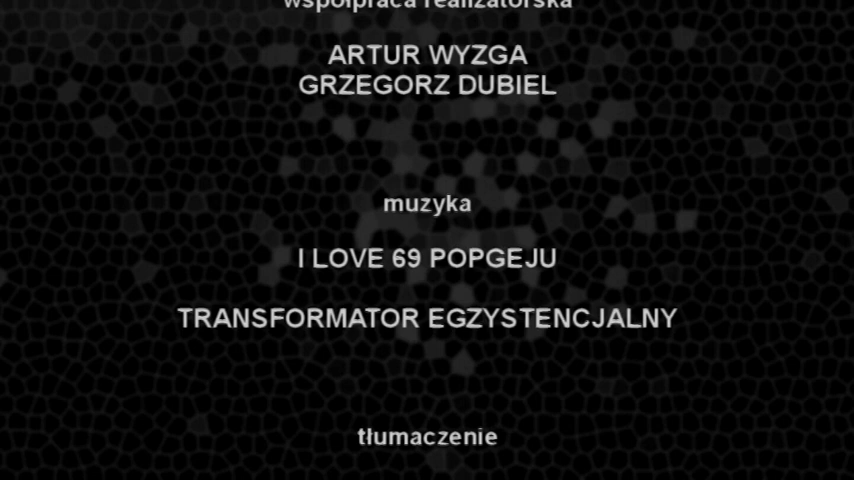 współpraca realizatorska
ARTUR WYZGA
GRZEGORZ DUBIEL
muzyka
I LOVE 69 POPGEJU
TRANSFORMATOR EGZYSTENCJALNY
tłumaczenie